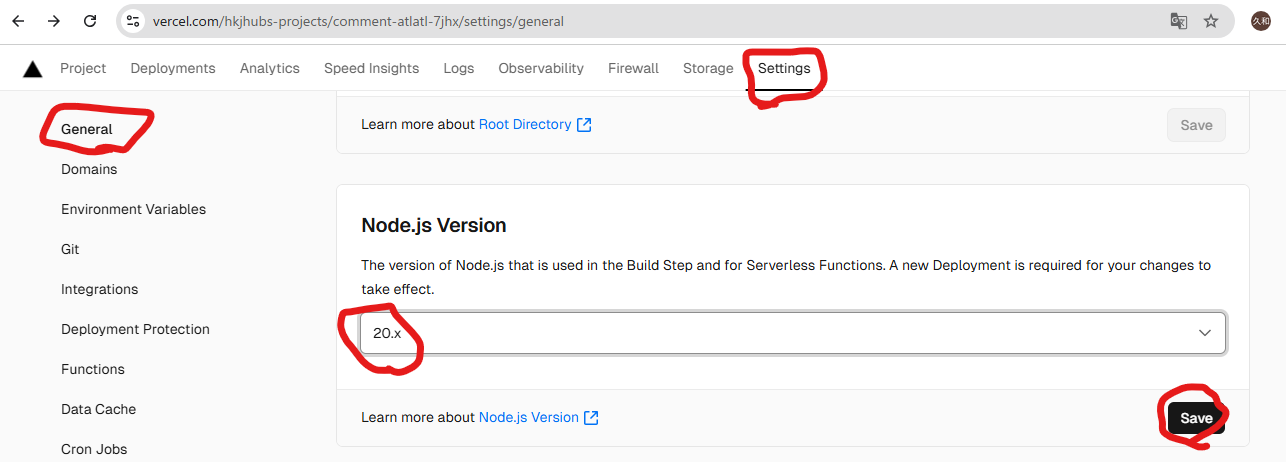 vercel.com/hkjhubs-projects/comment-atlatl-7jhx/settings/general
久和
Project Deployments Analytics Speed Insights Logs Observability Firewall Storage Settings
General
Domains
Environment Variables
Git
Integrations
Deployment Protection
Functions
Data Cache
Cron Jobs
Learn more about Root Directory
Save
Node.js Version
The version of Node.js that is used in the Build Step and for Serverless Functions. A new Deployment is required for your changes to
take effect.
20.x
Learn more about Node.js Version
Save